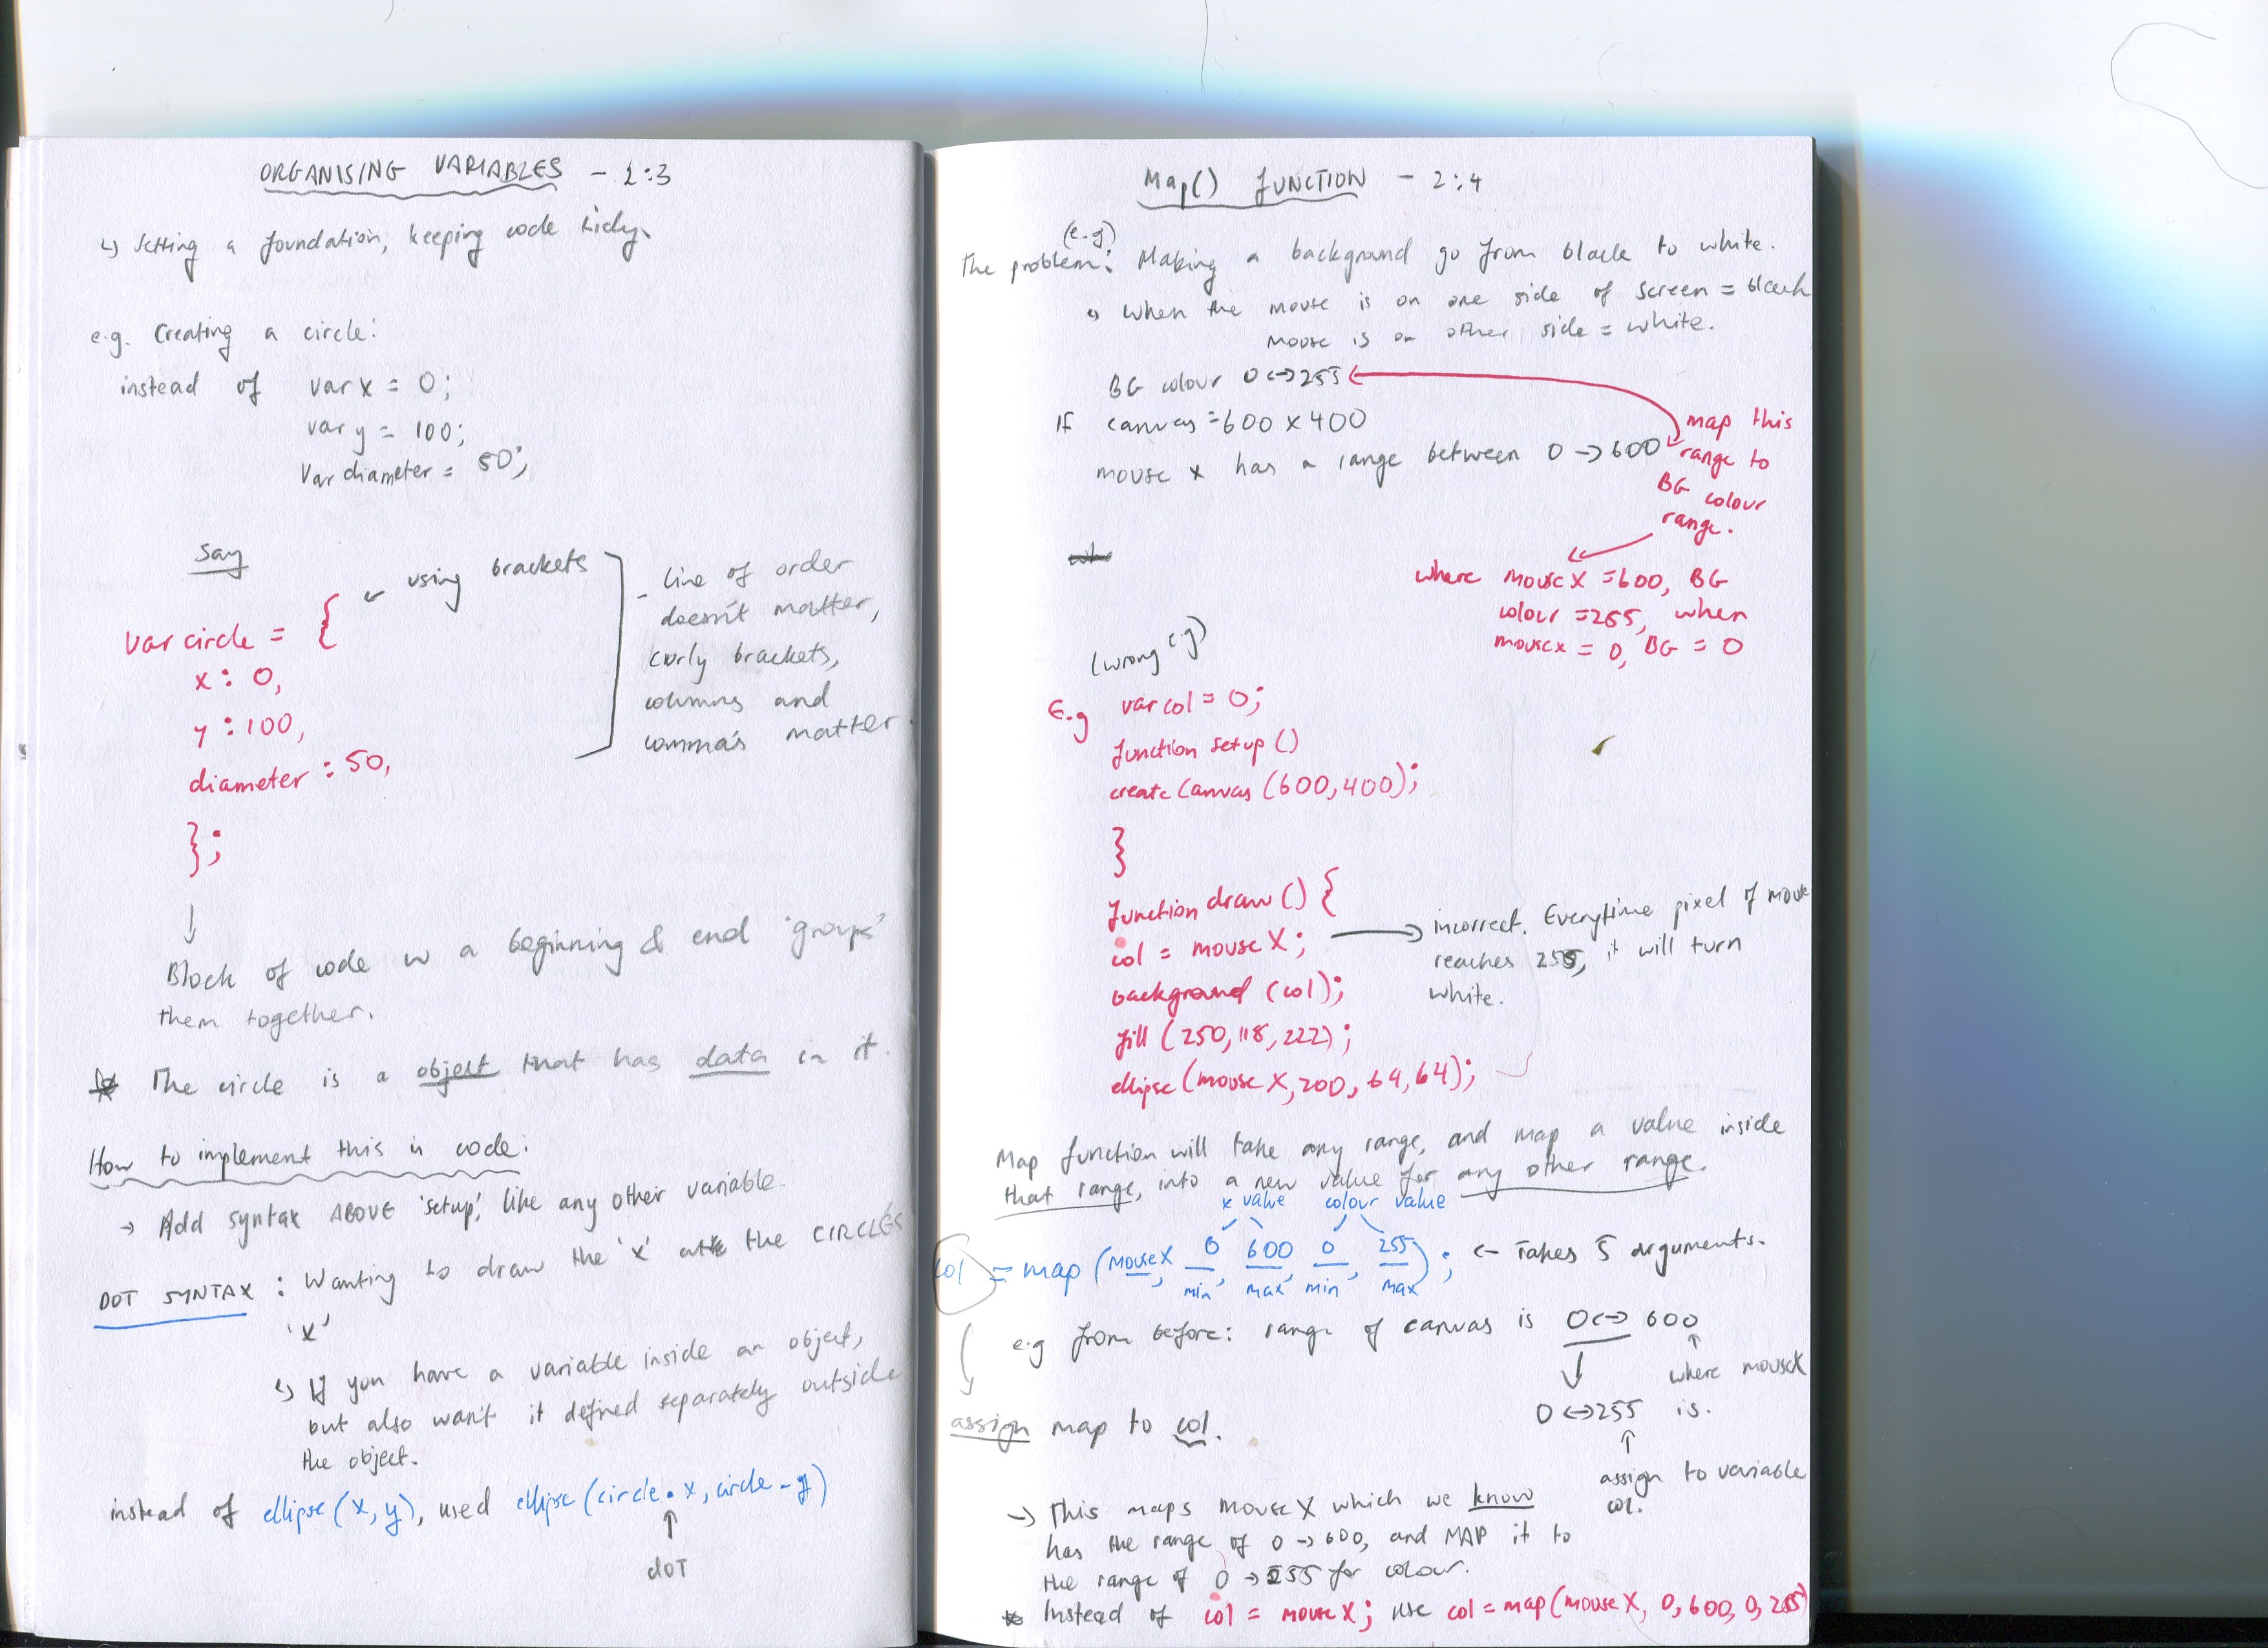 ORGANISING VARIABLES - 2:3
↳ Setting a foundation, keeping code tidy.
e.g. Creating a circle:
instead of var x = 0;
var y = 100;
Var diameter = 50;
say
← using brackets
var circle = {
x : 0,
y : 100,
diameter : 50,
};
- Line of order
doesn't matter,
curly brackets,
columns and
comma's matter.
↓
Block of code w a beginning & end 'groups'
them together.
* The circle is a object that has data in it.
How to implement this in code:
→ Add syntax ABOVE 'setup', like any other variable.
DOT SYNTAX : Wanting to draw the 'x' the CIRCLES
'x'
↳ If you have a variable inside an object,
but also want it defined separately outside
the object.
instead of ellipse(x, y), used ellipse(circle.x, circle.y)
↑
dOT
Map() FUNCTION - 2:4
(e.g)
The problem: Making a background go from black to white.
↳ When the mouse is on one side of screen = black
mouse is on other side = white.
BG colour 0 ↔ 255
If canvas = 600 x 400
mouse x has a range between 0 → 600
map this
range to
BG colour
range.
where mouseX = 600, BG
colour = 255, when
mousex = 0, BG = 0
(wrong e.g)
E.g var col = 0;
function setup ()
createCanvas (600, 400);
}
function draw () {
col = mouseX;
→ incorrect. Everytime pixel of mouse
reaches 255, it will turn
white.
background (col);
fill (250, 118, 222);
ellipse (mouseX, 200, 64, 64);
Map function will take any range, and map a value inside
that range, into a new value for any other range.
x value colour value
col = map (mouseX, 0, 600, 0, 255); ← Takes 5 arguments.
min max min max
e.g from before: range of canvas is 0 ↔ 600
↓ ↑
where mouseX
0 ↔ 255 is.
assign map to col.
↑
assign to variable
col.
→ This maps mouseX which we know
has the range of 0 → 600, and MAP it to
the range of 0 → 255 for colour.
* Instead of col = mouseX; use col = map(mouseX, 0, 600, 0, 255)